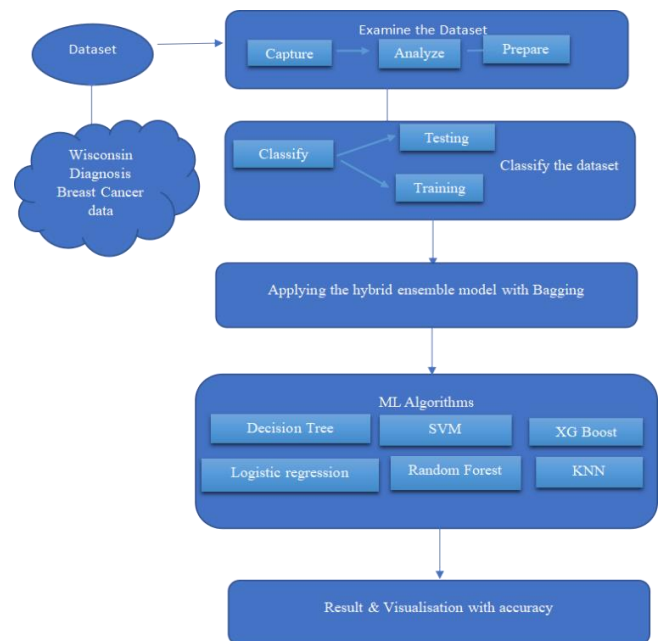 Dataset
Examine the Dataset
Capture
Analyze
Prepare
Wisconsin
Diagnosis
Breast Cancer
data
Classify
Testing
Training
Classify the dataset
Applying the hybrid ensemble model with Bagging
ML Algorithms
Decision Tree
SVM
XG Boost
Logistic regression
Random Forest
KNN
Result & Visualisation with accuracy